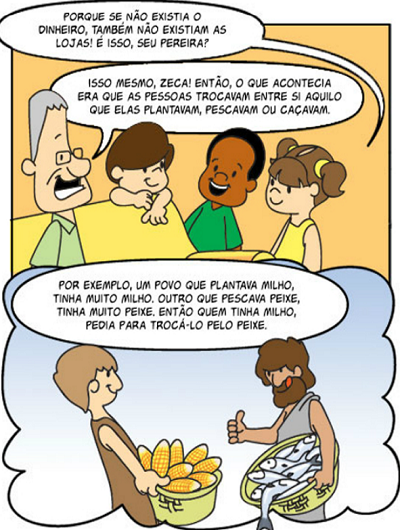 PORQUE SE NÃO EXISTIA O
DINHEIRO, TAMBÉM NÃO EXISTIAM AS
LOJAS! É ISSO, SEU PEREIRA?
ISSO MESMO, ZECA! ENTÃO, O QUE ACONTECIA
ERA QUE AS PESSOAS TROCAVAM ENTRE SI AQUILO
QUE ELAS PLANTAVAM, PESCAVAM OU CAÇAVAM.
POR EXEMPLO, UM POVO QUE PLANTAVA MILHO,
TINHA MUITO MILHO. OUTRO QUE PESCAVA PEIXE,
TINHA MUITO PEIXE. ENTÃO QUEM TINHA MILHO,
PEDIA PARA TROCÁ-LO PELO PEIXE.